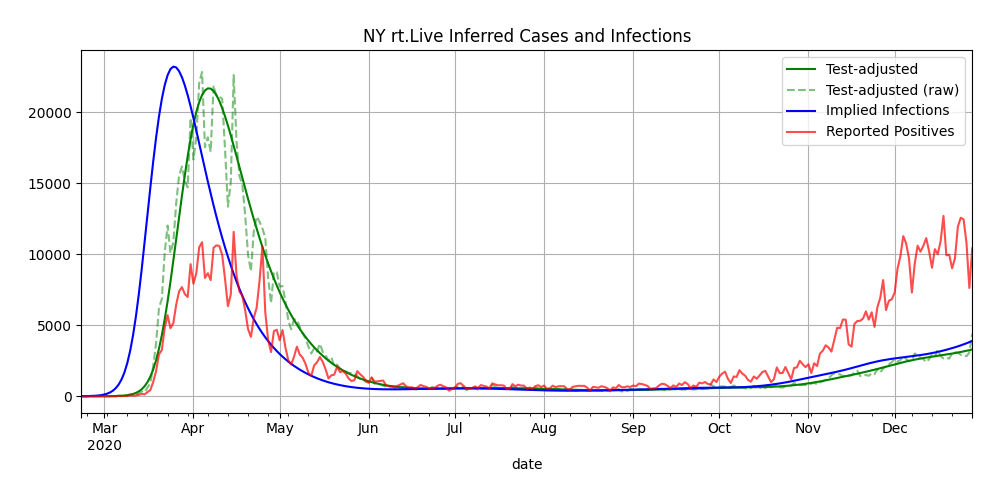 NY rt.Live Inferred Cases and Infections
Test-adjusted
Test-adjusted (raw)
Implied Infections
Reported Positives
20000
15000
10000
5000
0
Mar Apr May Jun Jul Aug Sep Oct Nov Dec
2020
date